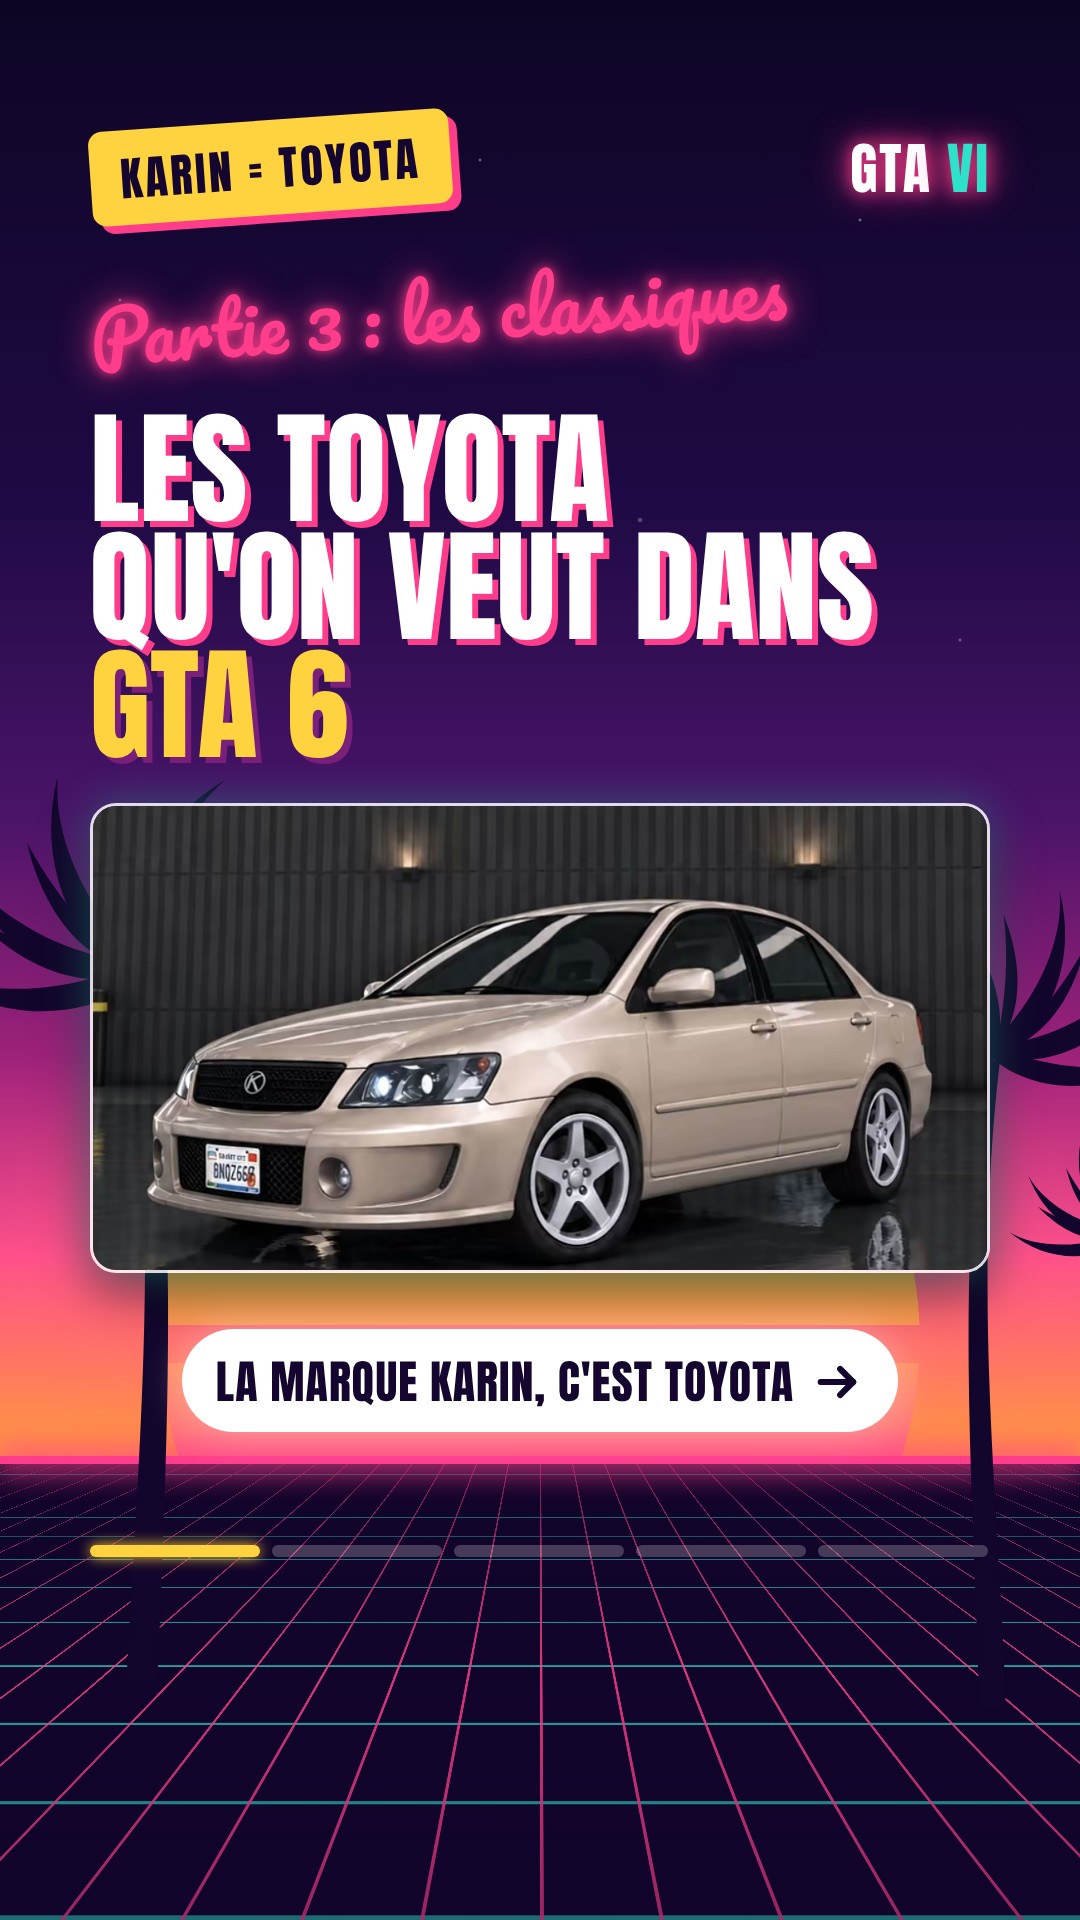 KARIN = TOYOTA
GTA VI
Partie 3 : les classiques
LES TOYOTA
QU'ON VEUT DANS
GTA 6
K
LA MARQUE KARIN, C'EST TOYOTA →